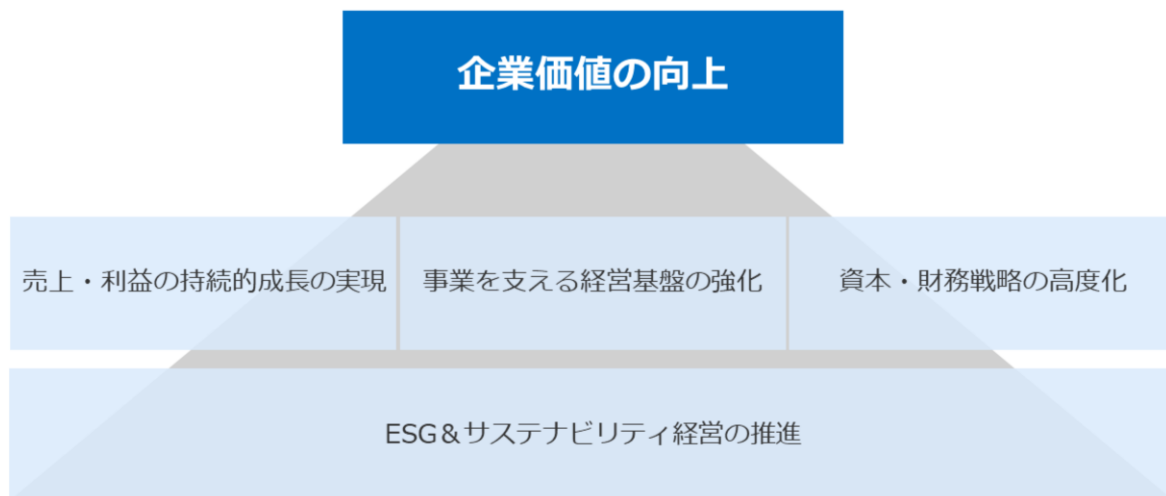 企業価値の向上
売上・利益の持続的成長の実現
事業を支える経営基盤の強化
資本・財務戦略の高度化
ESG＆サステナビリティ経営の推進